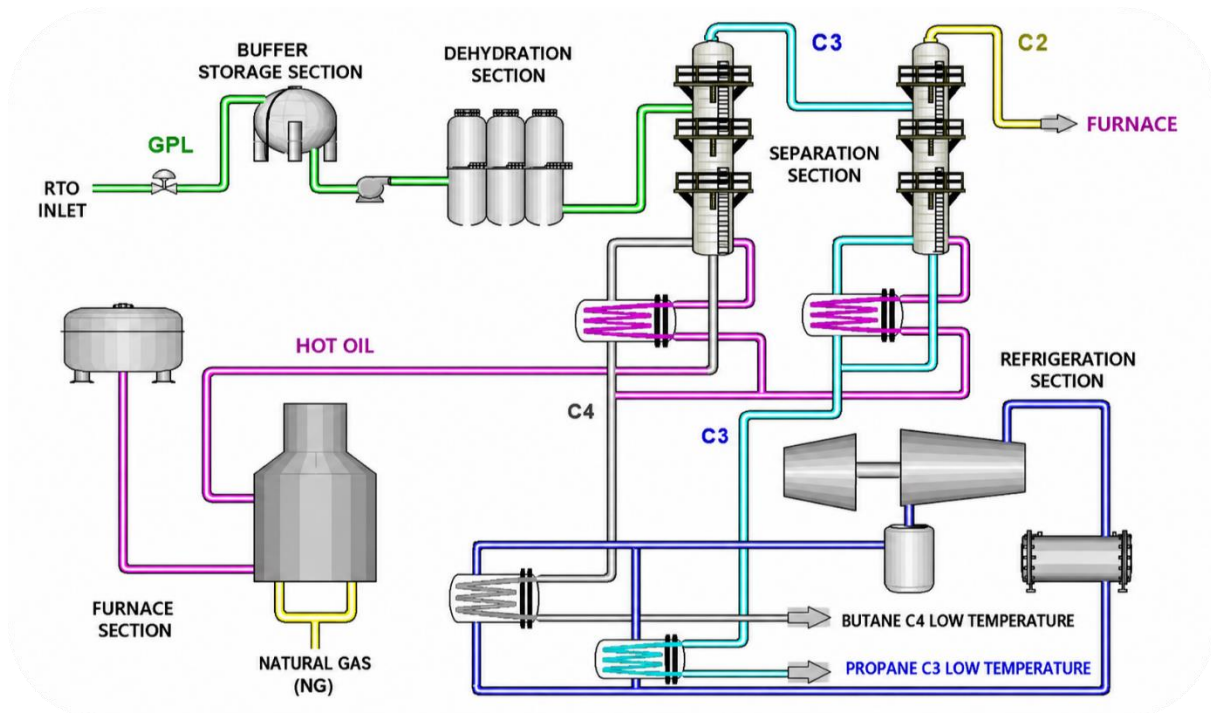 BUFFER
STORAGE SECTION
DEHYDRATION
SECTION
C3
C2
FURNACE
GPL
RTO
INLET
SEPARATION
SECTION
HOT OIL
REFRIGERATION
SECTION
C4
C3
FURNACE
SECTION
NATURAL GAS
(NG)
BUTANE C4 LOW TEMPERATURE
PROPANE C3 LOW TEMPERATURE